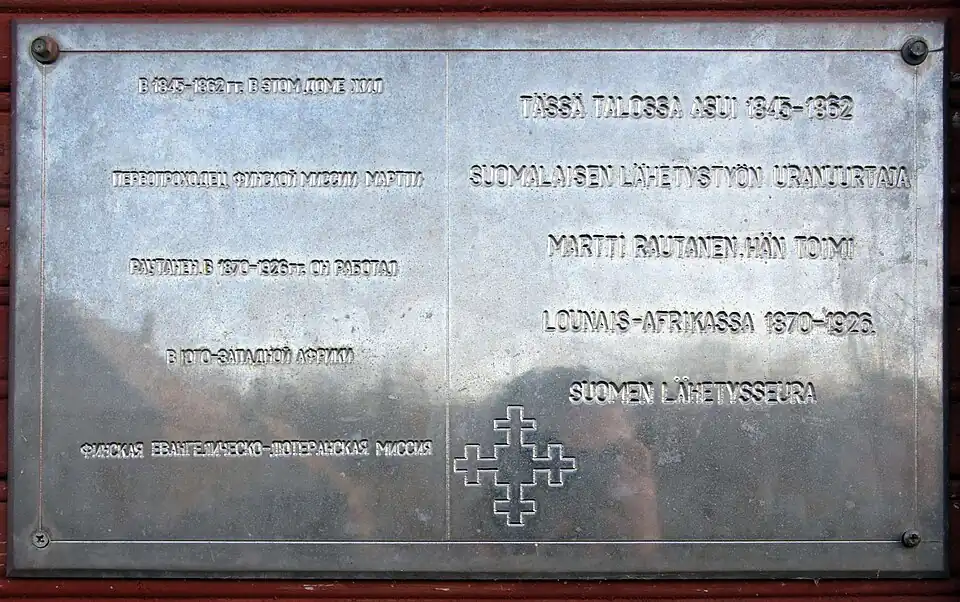 В 1845-1862 гг. В ЭТОМ ДОМЕ ЖИЛ
ПЕРВОПРОХОДЕЦ ФИНСКОЙ МИССИИ МАРТТИ
РАУТАНЕН. В 1870-1926 гг. ОН РАБОТАЛ
В ЮГО-ЗАПАДНОЙ АФРИКИ
ФИНСКАЯ ЕВАНГЕЛИЧЕСКО-ЛЮТЕРАНСКАЯ МИССИЯ
TÄSSÄ TALOSSA ASUI 1845-1862
SUOMALAISEN LÄHETYSTYÖN URANUURTAJA
MARTTI RAUTANEN. HÄN TOIMI
LOUNAIS-AFRIKASSA 1870-1926.
SUOMEN LÄHETYSSEURA